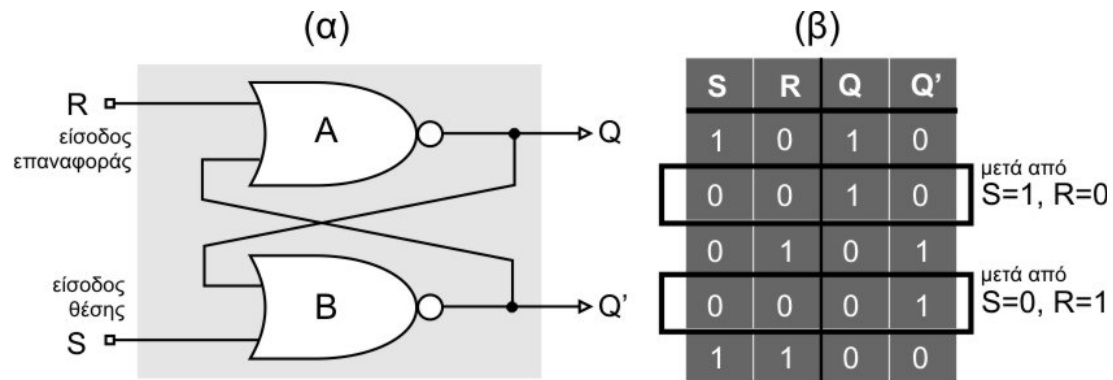 (α)
R
είσοδος
επαναφοράς
A
Q
είσοδος
θέσης
S
B
Q’
(β)
S R Q Q’
1 0 1 0
0 0 1 0
μετά από
S=1, R=0
0 1 0 1
0 0 0 1
μετά από
S=0, R=1
1 1 0 0